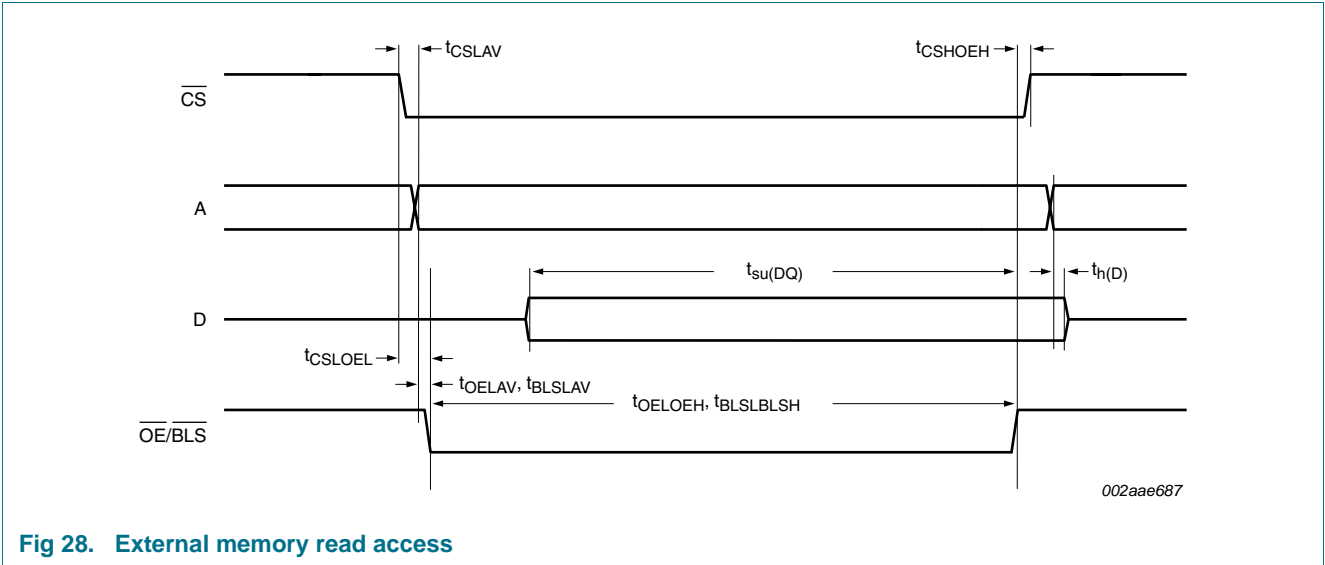 tCSLAV
tCSHOEH
CS
A
tsu(DQ)
th(D)
D
tCSLOEL
tOELAV, tBLSLAV
tOELOEH, tBLSLBLSH
OE/BLS
002aae687
Fig 28. External memory read access